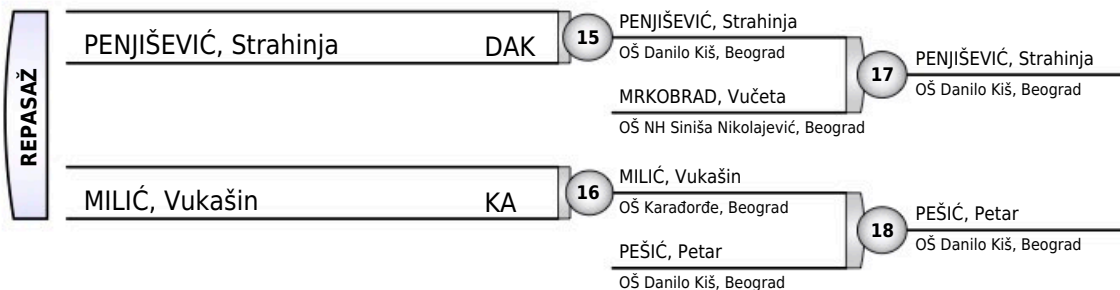 REPASAŽ
PENJIŠEVIĆ, Strahinja DAK
15
PENJIŠEVIĆ, Strahinja
OŠ Danilo Kiš, Beograd
MRKOBRAD, Vučeta
OŠ NH Siniša Nikolajević, Beograd
17
PENJIŠEVIĆ, Strahinja
OŠ Danilo Kiš, Beograd
MILIĆ, Vukašin KA
16
MILIĆ, Vukašin
OŠ Karađorđe, Beograd
PEŠIĆ, Petar
OŠ Danilo Kiš, Beograd
18
PEŠIĆ, Petar
OŠ Danilo Kiš, Beograd